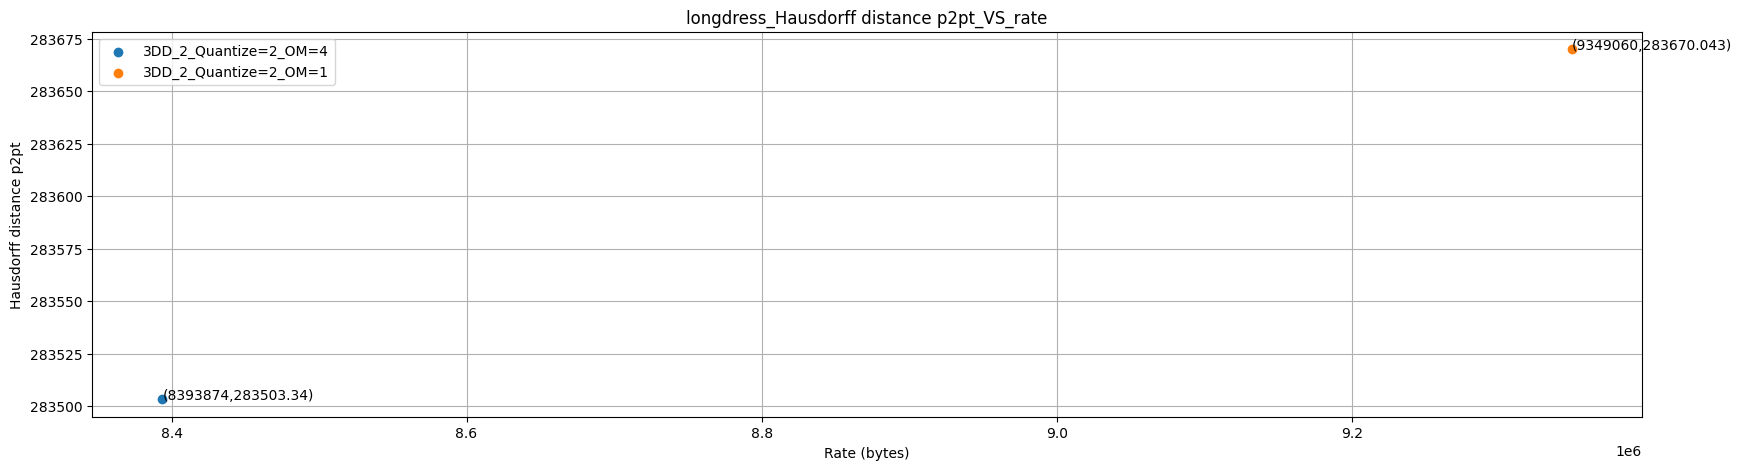 longdress_Hausdorff distance p2pt_VS_rate
283675
283650
283625
283600
283575
283550
283525
283500
Hausdorff distance p2pt
3DD_2_Quantize=2_OM=4
3DD_2_Quantize=2_OM=1
(9349060,283670.043)
(8393874,283503.34)
8.4 8.6 8.8 9.0 9.2
1e6
Rate (bytes)